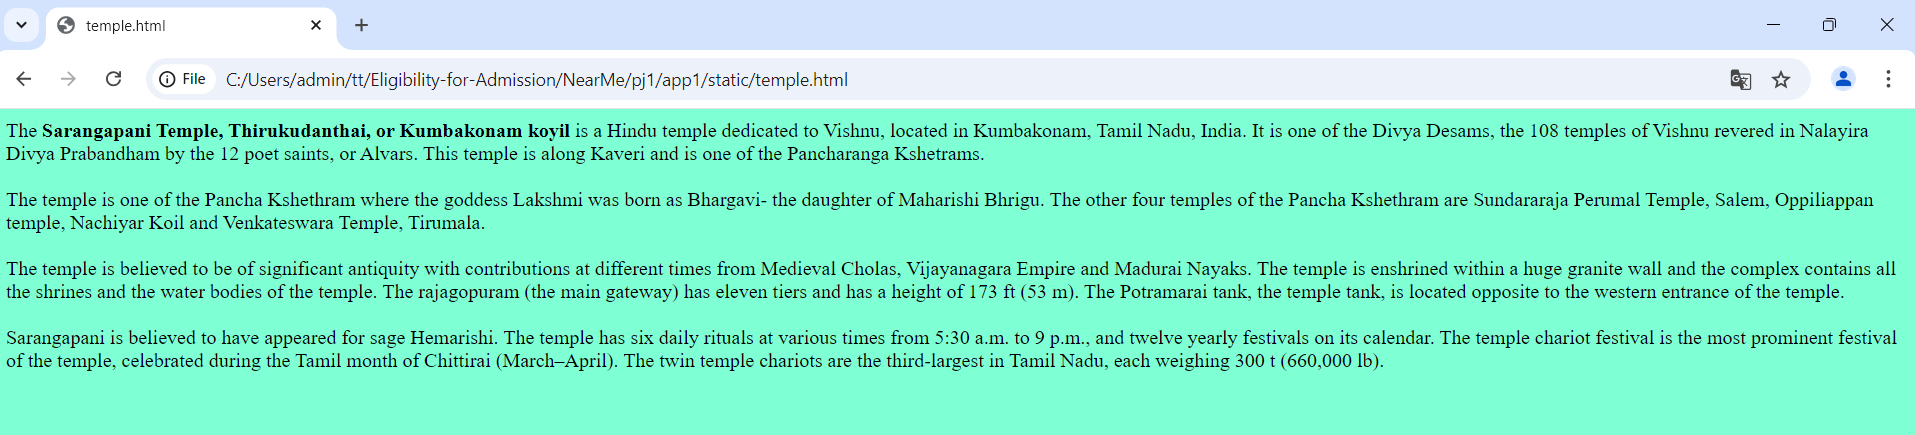 temple.html
File
C:/Users/admin/tt/Eligibility-for-Admission/NearMe/pj1/app1/static/temple.html
The Sarangapani Temple, Thirukudanthai, or Kumbakonam koyil is a Hindu temple dedicated to Vishnu, located in Kumbakonam, Tamil Nadu, India. It is one of the Divya Desams, the 108 temples of Vishnu revered in Nalayira
Divya Prabandham by the 12 poet saints, or Alvars. This temple is along Kaveri and is one of the Pancharanga Kshetrams.
The temple is one of the Pancha Kshethram where the goddess Lakshmi was born as Bhargavi- the daughter of Maharishi Bhrigu. The other four temples of the Pancha Kshethram are Sundararaja Perumal Temple, Salem, Oppiliappan
temple, Nachiyar Koil and Venkateswara Temple, Tirumala.
The temple is believed to be of significant antiquity with contributions at different times from Medieval Cholas, Vijayanagara Empire and Madurai Nayaks. The temple is enshrined within a huge granite wall and the complex contains all
the shrines and the water bodies of the temple. The rajagopuram (the main gateway) has eleven tiers and has a height of 173 ft (53 m). The Potramarai tank, the temple tank, is located opposite to the western entrance of the temple.
Sarangapani is believed to have appeared for sage Hemarishi. The temple has six daily rituals at various times from 5:30 a.m. to 9 p.m., and twelve yearly festivals on its calendar. The temple chariot festival is the most prominent festival
of the temple, celebrated during the Tamil month of Chittirai (March–April). The twin temple chariots are the third-largest in Tamil Nadu, each weighing 300 t (660,000 lb).